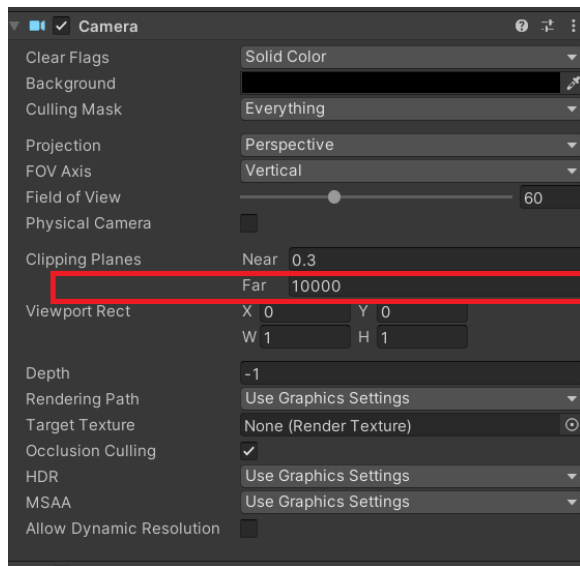 Camera
Clear Flags Solid Color
Background
Culling Mask Everything
Projection Perspective
FOV Axis Vertical
Field of View 60
Physical Camera
Clipping Planes Near 0.3
Far 10000
Viewport Rect X 0 Y 0
W 1 H 1
Depth -1
Rendering Path Use Graphics Settings
Target Texture None (Render Texture)
Occlusion Culling
HDR Use Graphics Settings
MSAA Use Graphics Settings
Allow Dynamic Resolution